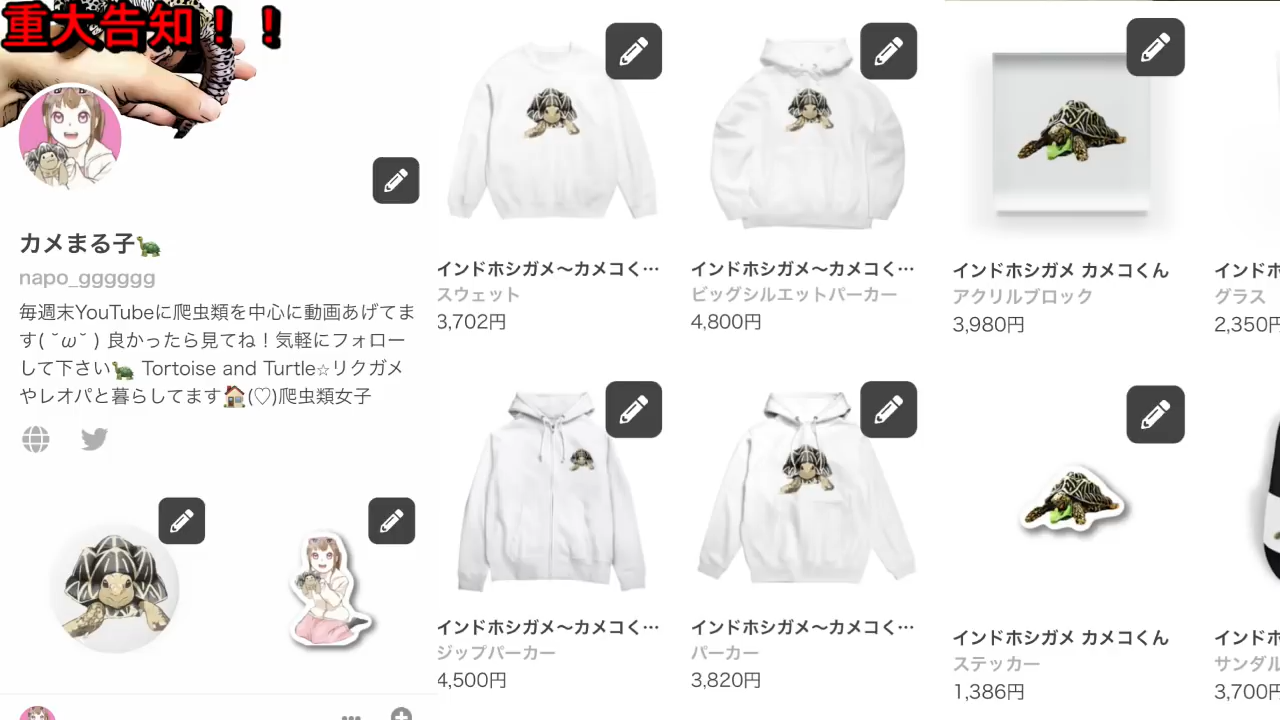 重大告知！！
カメまる子🐢
napo_gggggg
毎週末YouTubeに爬虫類を中心に動画あげてま
す( ˘ω˘ ) 良かったら見てね！気軽にフォロー
して下さい🐢 Tortoise and Turtle☆リクガメ
やレオパと暮らしてます🏠(♡)爬虫類女子
インドホシガメ〜カメコく…
スウェット
3,702円
インドホシガメ〜カメコく…
ビッグシルエットパーカー
4,800円
インドホシガメ カメコくん
アクリルブロック
3,980円
インドホ
グラス
2,350円
インドホシガメ〜カメコく…
ジップパーカー
4,500円
インドホシガメ〜カメコく…
パーカー
3,820円
インドホシガメ カメコくん
ステッカー
1,386円
インドホ
サンダル
3,700円